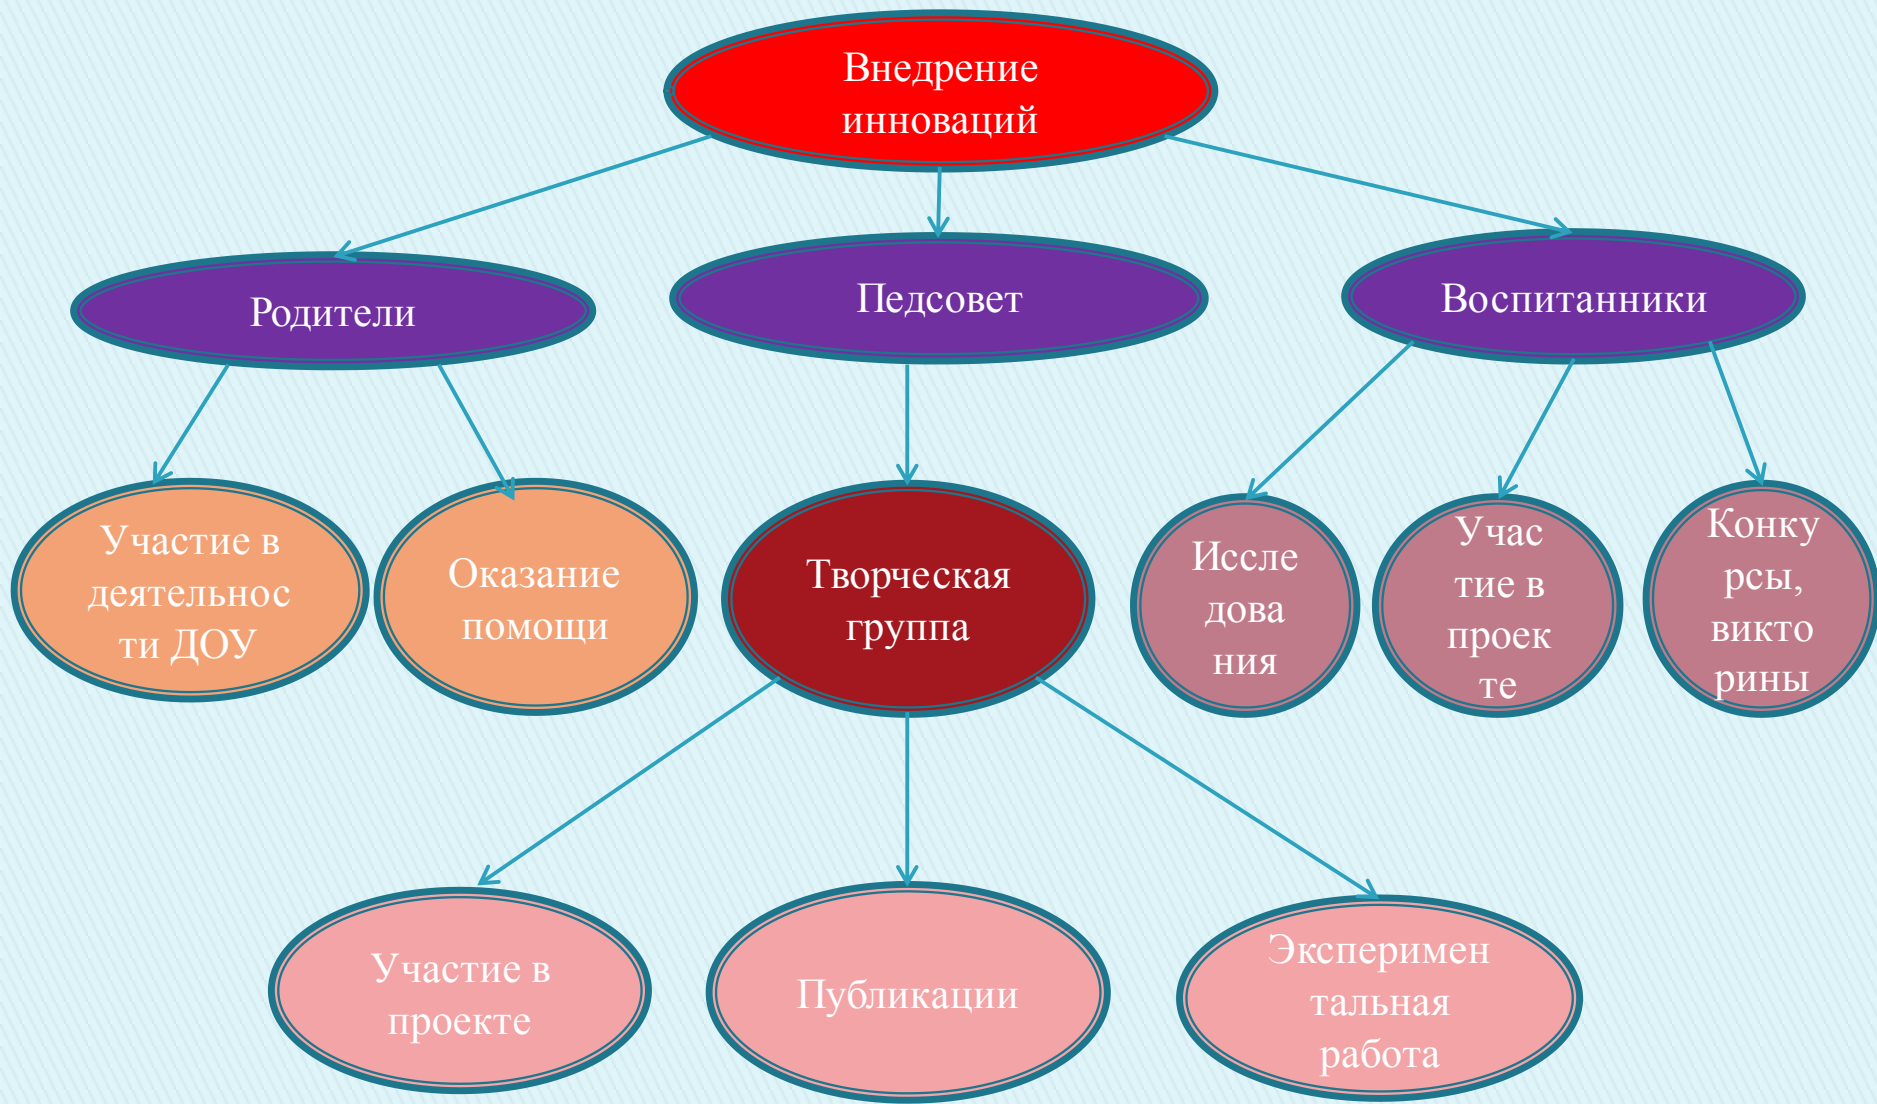 Внедрение
инноваций
Родители
Педсовет
Воспитанники
Участие в
деятельнос
ти ДОУ
Оказание
помощи
Творческая
группа
Иссле
дова
ния
Учас
тие в
проек
те
Конку
рсы,
викто
рины
Участие в
проекте
Публикации
Эксперимен
тальная
работа